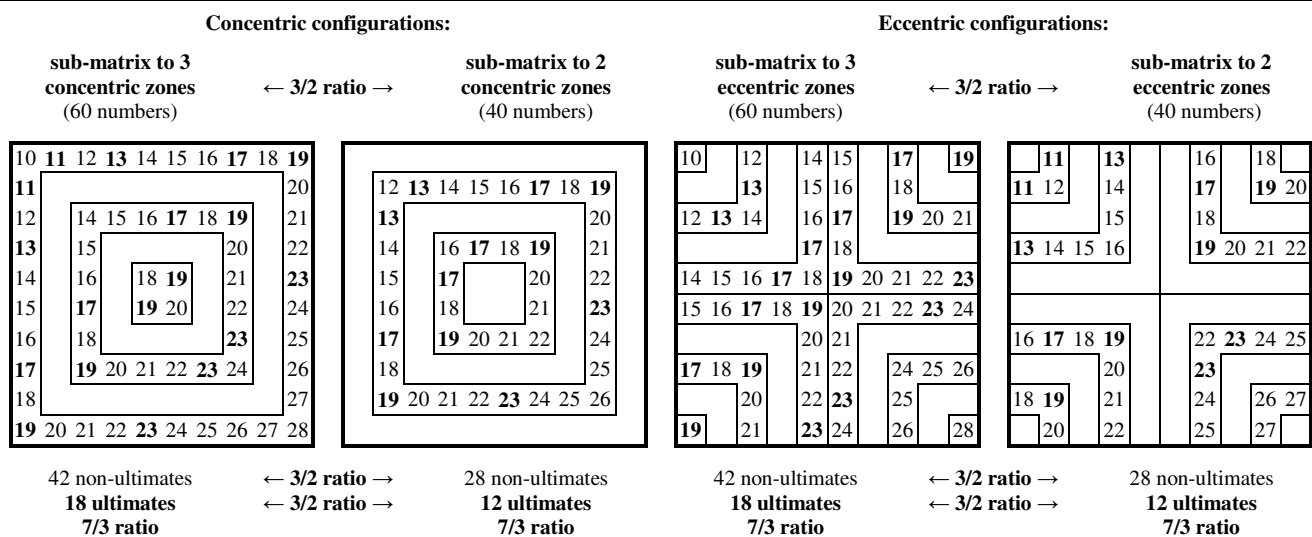 Concentric configurations: Eccentric configurations:
sub-matrix to 3 sub-matrix to 2 sub-matrix to 3 sub-matrix to 2
concentric zones ← 3/2 ratio → concentric zones eccentric zones ← 3/2 ratio → eccentric zones
(60 numbers) (40 numbers) (60 numbers) (40 numbers)
10 11 12 13 14 15 16 17 18 19 10 12 14 15 17 19 11 13 16 18
11 20 12 13 14 15 16 17 18 19 13 15 16 18 11 12 14 17 19 20
12 14 15 16 17 18 19 21 13 20 12 13 14 16 17 19 20 21 15 18
13 15 20 22 14 16 17 18 19 21 17 18 13 14 15 16 19 20 21 22
14 16 18 19 21 23 15 17 20 22 14 15 16 17 18 19 20 21 22 23
15 17 19 20 22 24 16 18 21 23 15 16 17 18 19 20 21 22 23 24
16 18 23 25 17 19 20 21 22 24 20 21 16 17 18 19 22 23 24 25
17 19 20 21 22 23 24 26 18 25 17 18 19 21 22 24 25 26 20 23
18 27 19 20 21 22 23 24 25 26 20 22 23 25 18 19 21 24 26 27
19 20 21 22 23 24 25 26 27 28 19 21 23 24 26 28 20 22 25 27
42 non-ultimates ← 3/2 ratio → 28 non-ultimates 42 non-ultimates ← 3/2 ratio → 28 non-ultimates
18 ultimates ← 3/2 ratio → 12 ultimates 18 ultimates ← 3/2 ratio → 12 ultimates
7/3 ratio 7/3 ratio 7/3 ratio 7/3 ratio